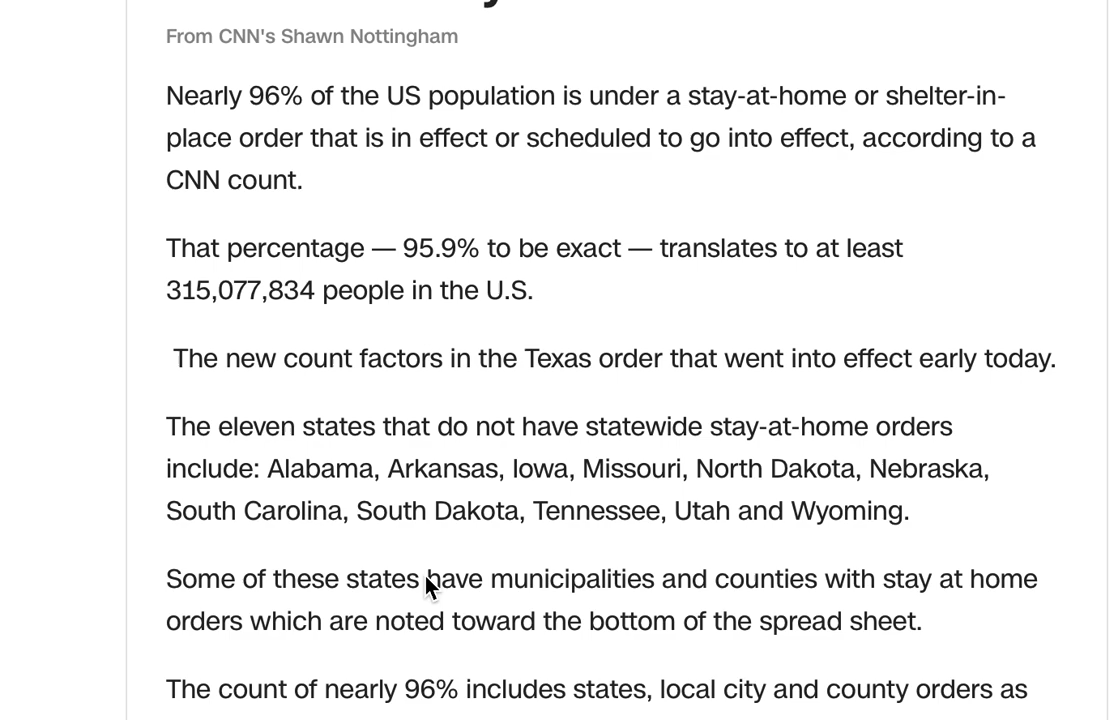 From CNN's Shawn Nottingham
Nearly 96% of the US population is under a stay-at-home or shelter-in-
place order that is in effect or scheduled to go into effect, according to a
CNN count.
That percentage — 95.9% to be exact — translates to at least
315,077,834 people in the U.S.
The new count factors in the Texas order that went into effect early today.
The eleven states that do not have statewide stay-at-home orders
include: Alabama, Arkansas, Iowa, Missouri, North Dakota, Nebraska,
South Carolina, South Dakota, Tennessee, Utah and Wyoming.
Some of these states have municipalities and counties with stay at home
orders which are noted toward the bottom of the spread sheet.
The count of nearly 96% includes states, local city and county orders as